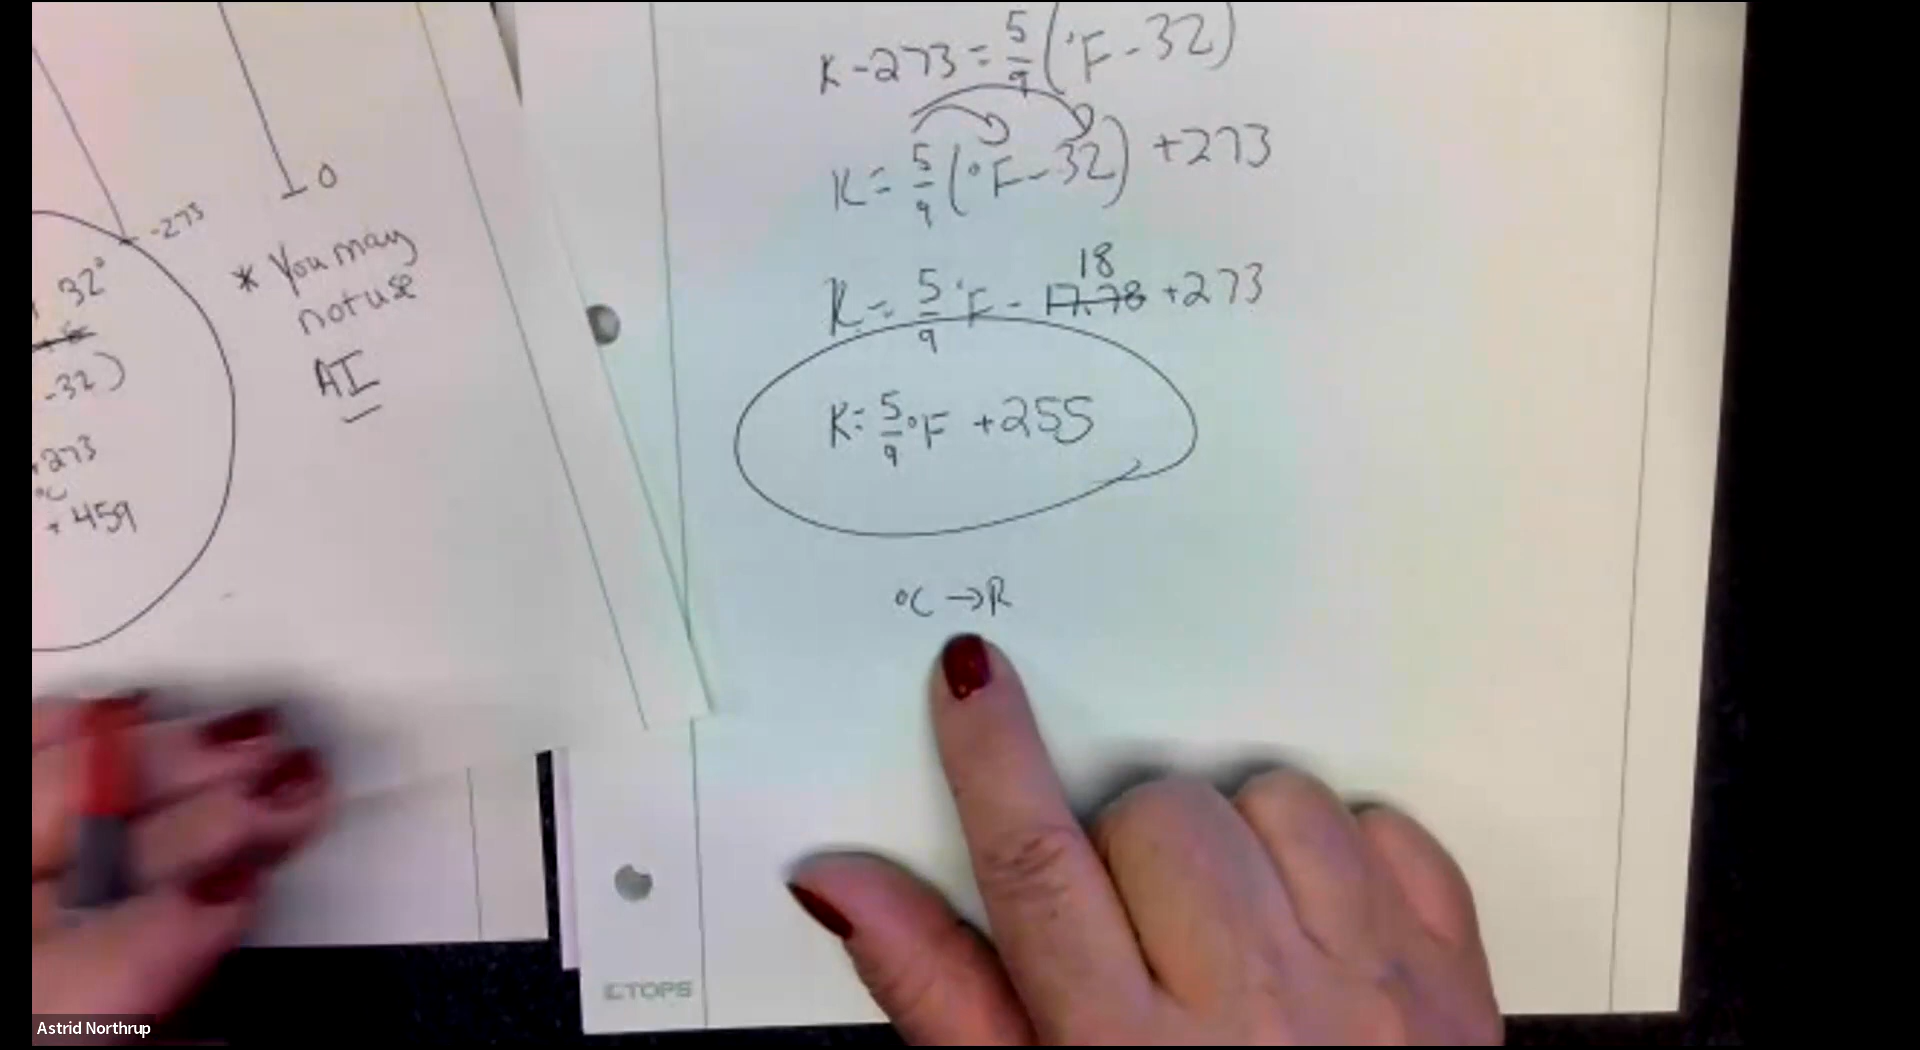 0
-273
32°
-32)
+273
°C
+459
* You may
not use
AI
K-273=5/9(°F-32)
K=5/9(°F-32)+273
18
K=5/9°F-17.78+273
K=5/9°F+255
°C→R
TOPS
Astrid Northrup